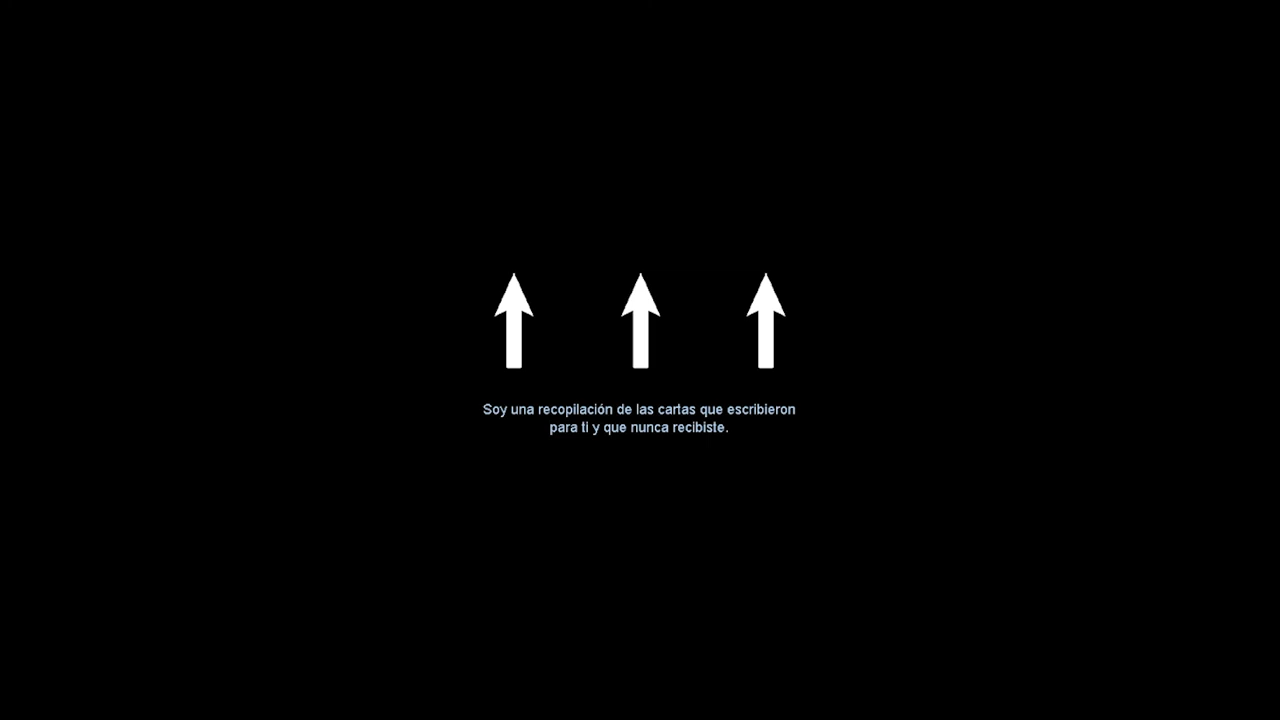 Soy una recopilación de las cartas que escribieron
para ti y que nunca recibiste.